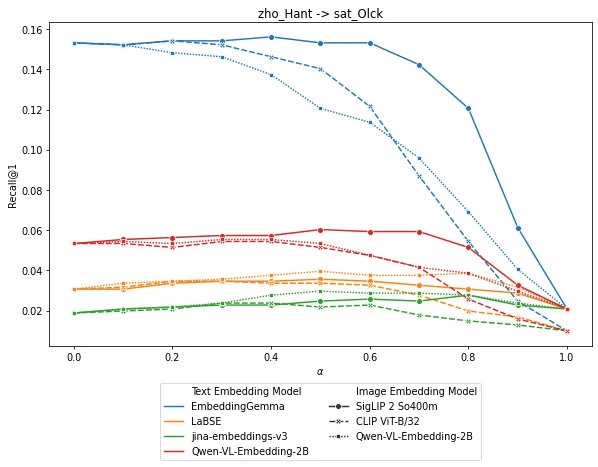 zho_Hant -> sat_Olck
0.16
0.14
0.12
0.10
0.08
0.06
0.04
0.02
Recall@1
0.0 0.2 0.4 0.6 0.8 1.0
α
Text Embedding Model
EmbeddingGemma
LaBSE
jina-embeddings-v3
Qwen-VL-Embedding-2B
Image Embedding Model
SigLIP 2 So400m
CLIP ViT-B/32
Qwen-VL-Embedding-2B